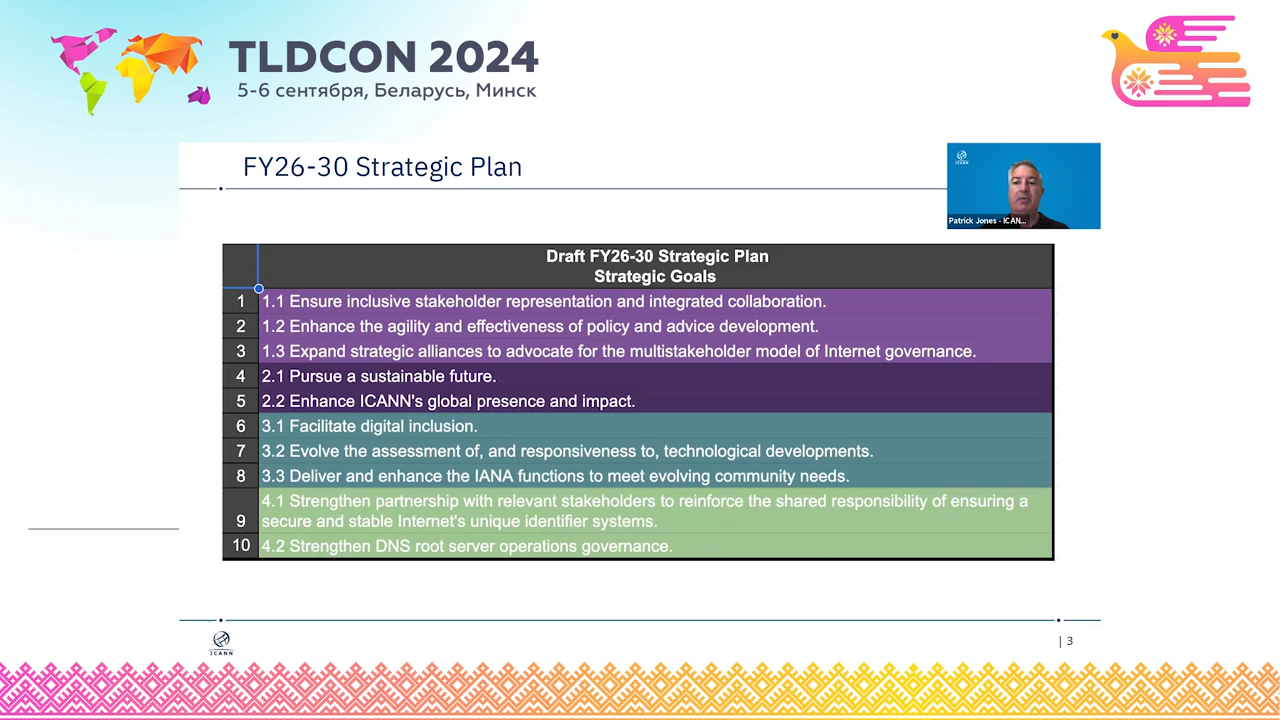 TLDCON 2024
5-6 сентября, Беларусь, Минск
FY26-30 Strategic Plan
ICANN
Patrick Jones - ICAN...
Draft FY26-30 Strategic Plan
Strategic Goals
1 1.1 Ensure inclusive stakeholder representation and integrated collaboration.
2 1.2 Enhance the agility and effectiveness of policy and advice development.
3 1.3 Expand strategic alliances to advocate for the multistakeholder model of Internet governance.
4 2.1 Pursue a sustainable future.
5 2.2 Enhance ICANN's global presence and impact.
6 3.1 Facilitate digital inclusion.
7 3.2 Evolve the assessment of, and responsiveness to, technological developments.
8 3.3 Deliver and enhance the IANA functions to meet evolving community needs.
9 4.1 Strengthen partnership with relevant stakeholders to reinforce the shared responsibility of ensuring a
secure and stable Internet's unique identifier systems.
10 4.2 Strengthen DNS root server operations governance.
ICANN
| 3